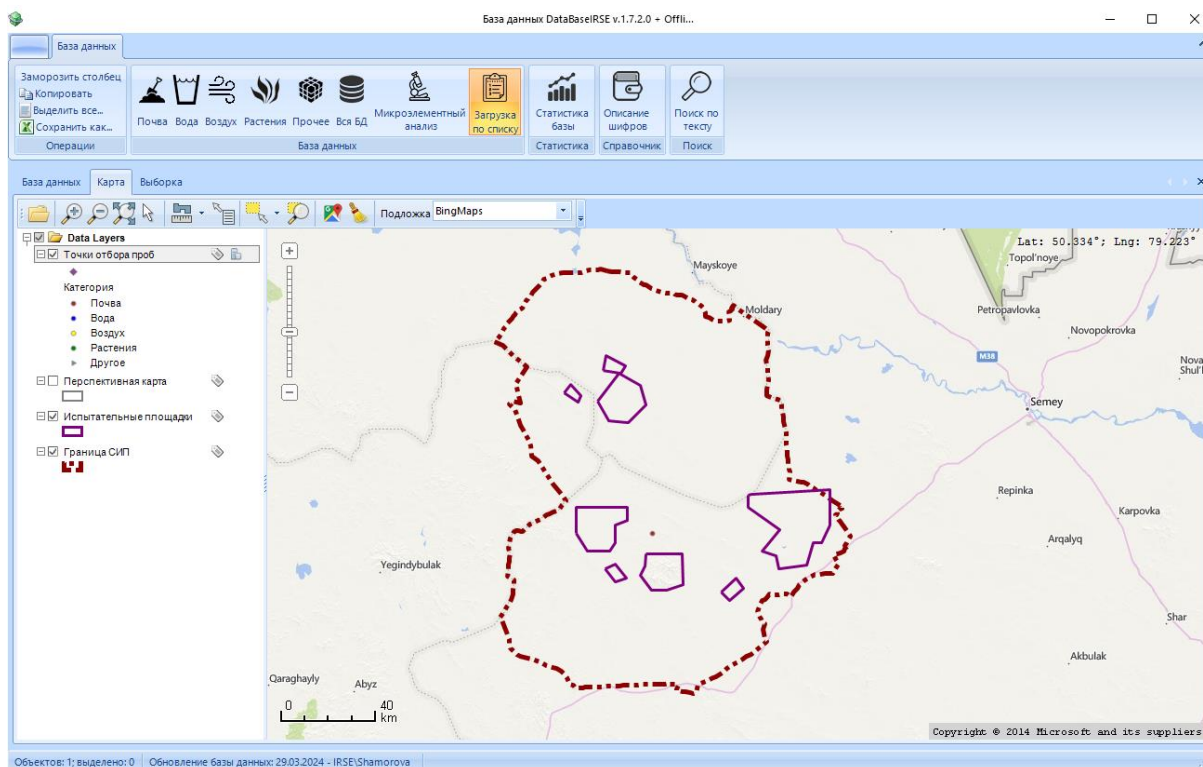 База данных DataBaseIRSE v.1.7.2.0 + Offli...
База данных
Заморозить столбец
Копировать
Выделить все...
Сохранить как...
Операции
Почва
Вода
Воздух
Растения
Прочее
Вся БД
Микроэлементный
анализ
Загрузка
по списку
База данных
Статистика
базы
Статистика
Описание
шифров
Справочник
Поиск по
тексту
Поиск
База данных
Карта
Выборка
Подложка
BingMaps
Data Layers
Точки отбора проб
Категория
Почва
Вода
Воздух
Растения
Другое
Перспективная карта
Испытательные площадки
Граница СИП
Lat: 50.334°; Lng: 79.223°
Topol'noye
Mayskoye
Moldary
Petropavlovka
Novopokrovka
M38
Semey
Repinka
Karpovka
Arqalyq
Yegindybulak
Shar
Akbulak
Qaraghayly
Abyz
0 40
km
Copyright © 2014 Microsoft and its suppliers
Объектов: 1; выделено: 0
Обновление базы данных: 29.03.2024 - IRSE\Shamorova